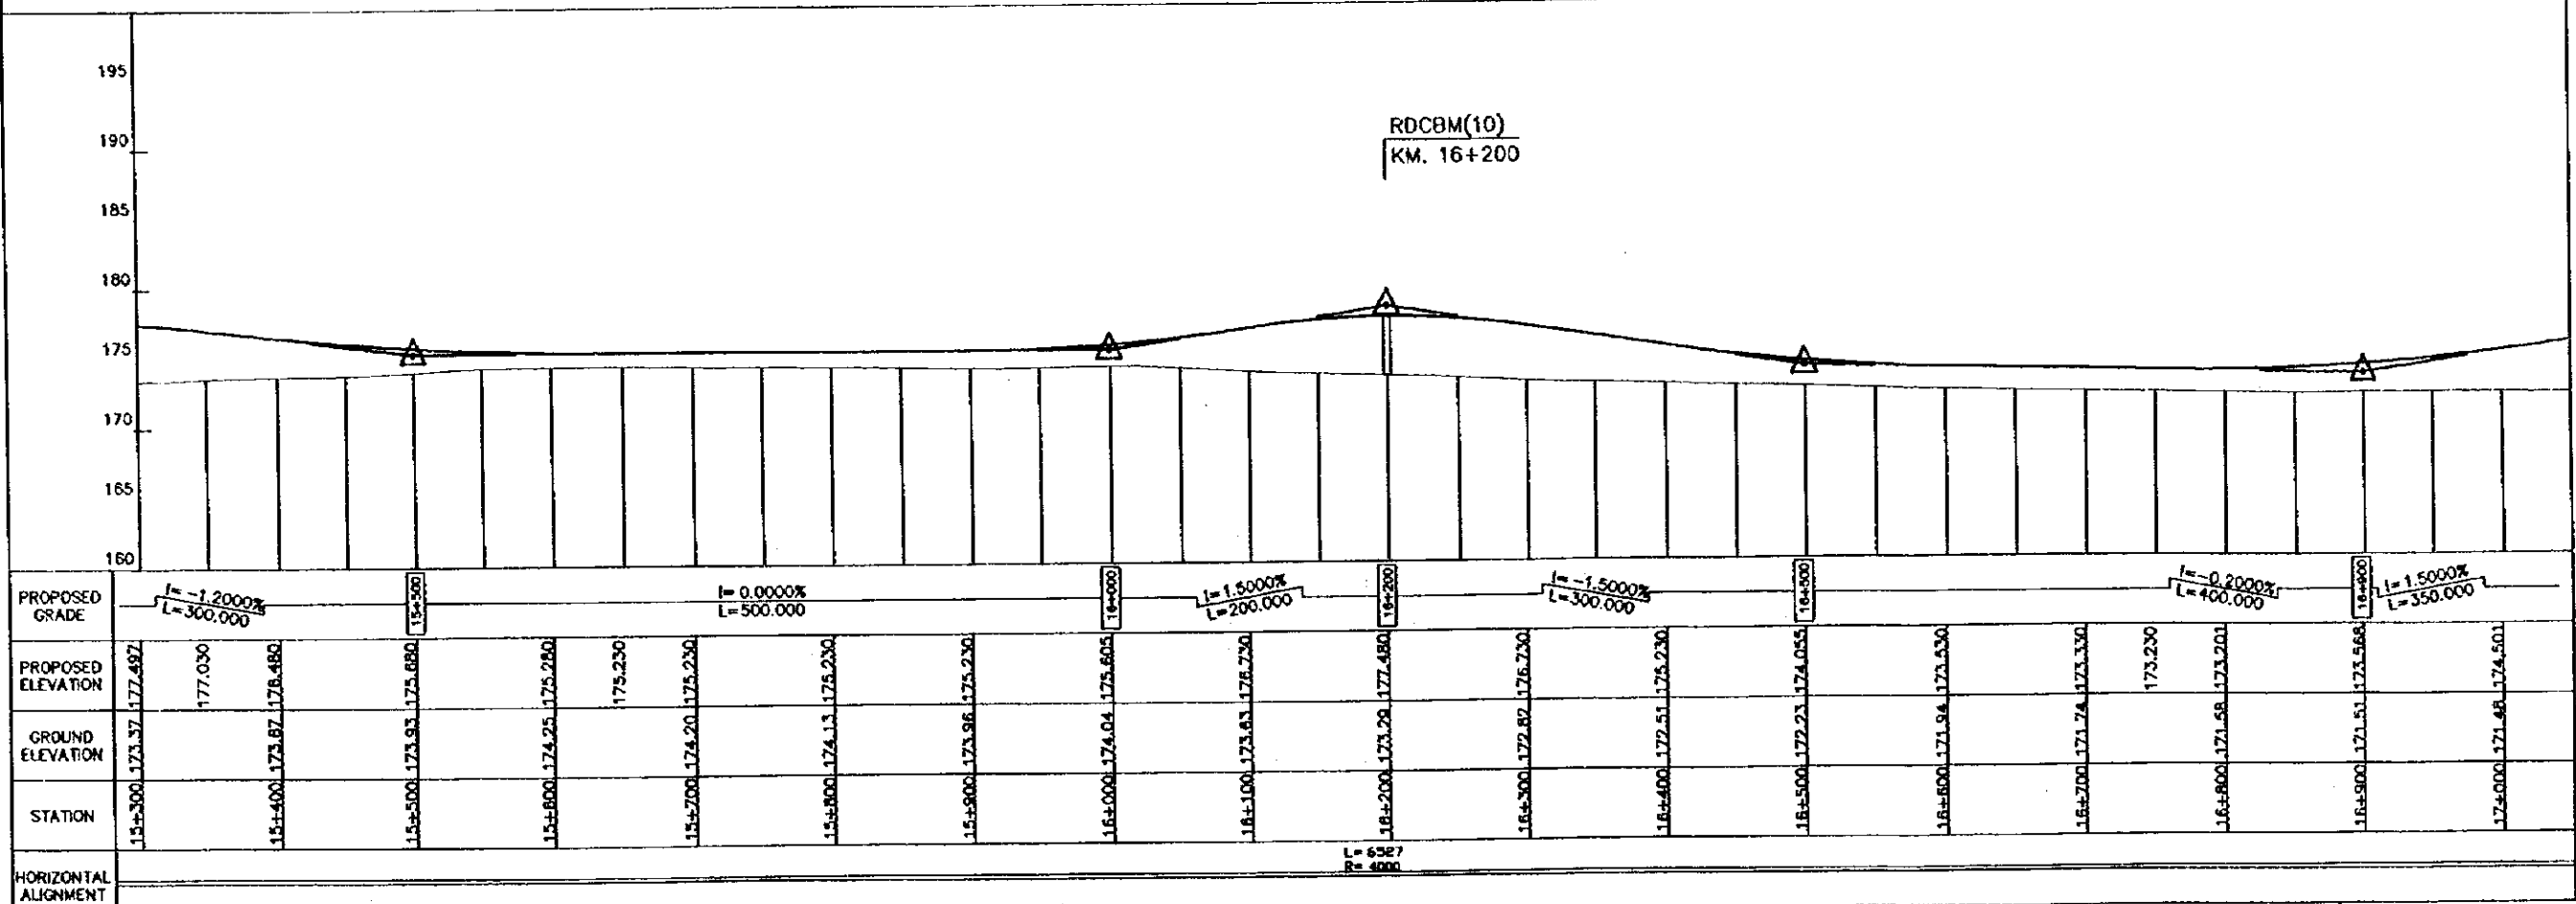 195
190
185
180
175
170
165
160
RDCBM(10)
KM. 16+200
PROPOSED
GRADE
I= -1.2000%
L=300.000
15+500
I= 0.0000%
L=500.000
16+000
I= 1.5000%
L=200.000
16+200
I= -1.5000%
L=300.000
16+500
I= -0.2000%
L=400.000
16+900
I= 1.5000%
L=350.000
PROPOSED
ELEVATION
177.497
177.030
176.480
175.680
175.280
175.230
175.230
175.230
175.230
175.605
176.730
177.480
176.730
175.230
174.055
173.530
173.330
173.230
173.201
173.568
174.501
GROUND
ELEVATION
173.37
173.67
173.93
174.25
174.20
174.13
173.96
174.04
173.63
173.29
172.87
172.51
172.23
171.94
171.74
171.58
171.51
171.48
STATION
15+300
15+400
15+500
15+600
15+700
15+800
15+900
16+000
16+100
16+200
16+300
16+400
16+500
16+600
16+700
16+800
16+900
17+000
HORIZONTAL
ALIGNMENT
L= 6527
R= 4000